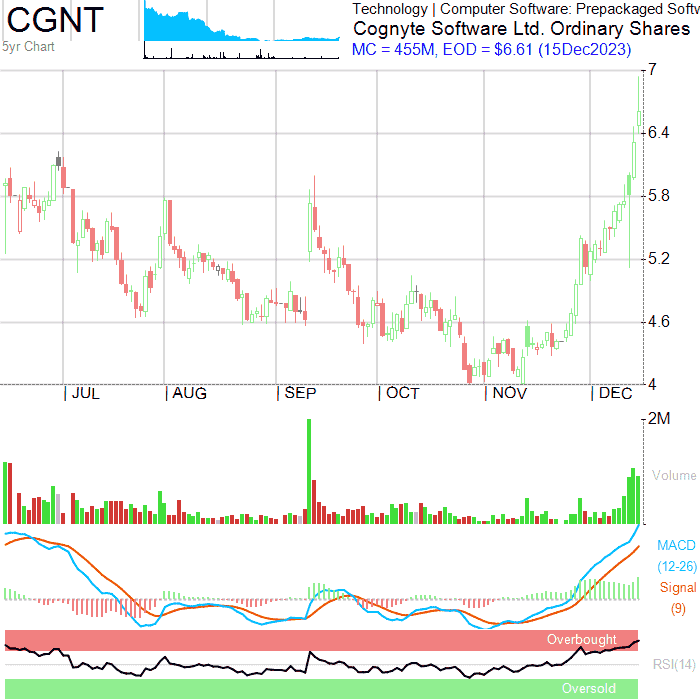 CGNT
5yr Chart
Technology | Computer Software: Prepackaged Softw
Cognyte Software Ltd. Ordinary Shares
MC = 455M, EOD = $6.61 (15Dec2023)
7
6.4
5.8
5.2
4.6
4
| JUL | AUG | SEP | OCT | NOV | DEC
2M
Volume
MACD
(12-26)
Signal
(9)
Overbought
RSI(14)
Oversold